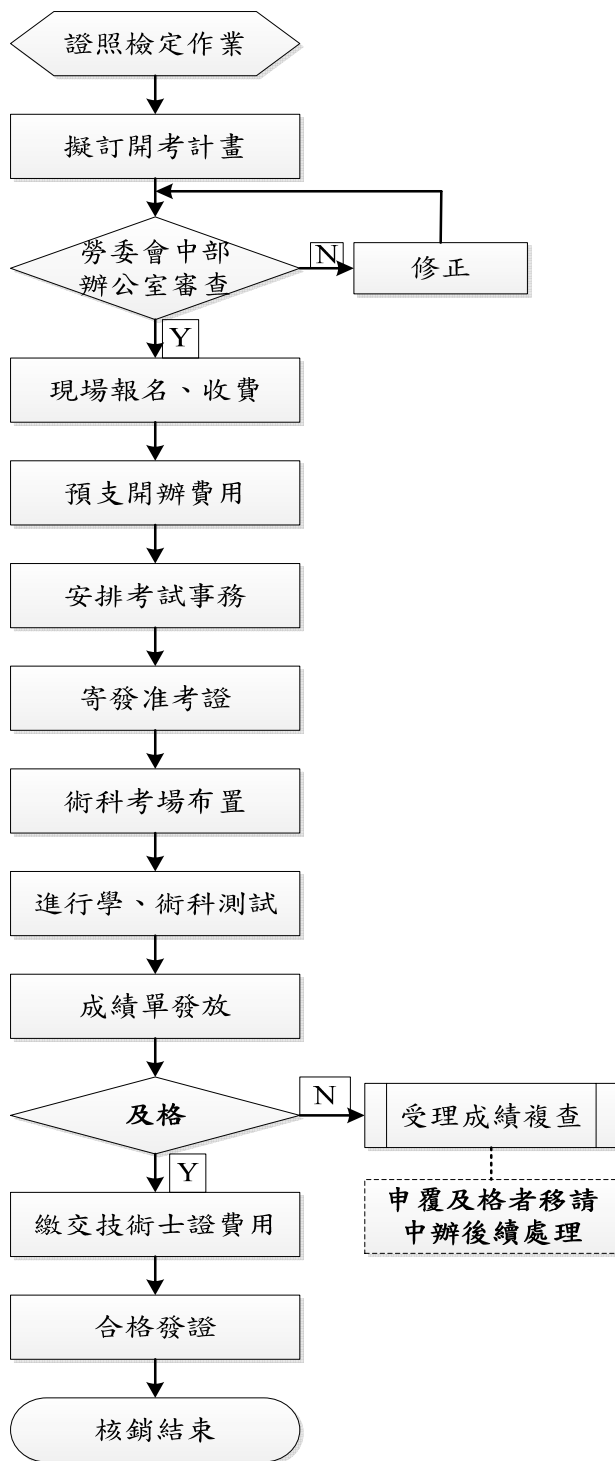 證照檢定作業
擬訂開考計畫
勞委會中部
辦公室審查
N
修正
Y
現場報名、收費
預支開辦費用
安排考試事務
寄發准考證
術科考場布置
進行學、術科測試
成績單發放
及格
N
受理成績複查
Y
申覆及格者移請
中辦後續處理
繳交技術士證費用
合格發證
核銷結束